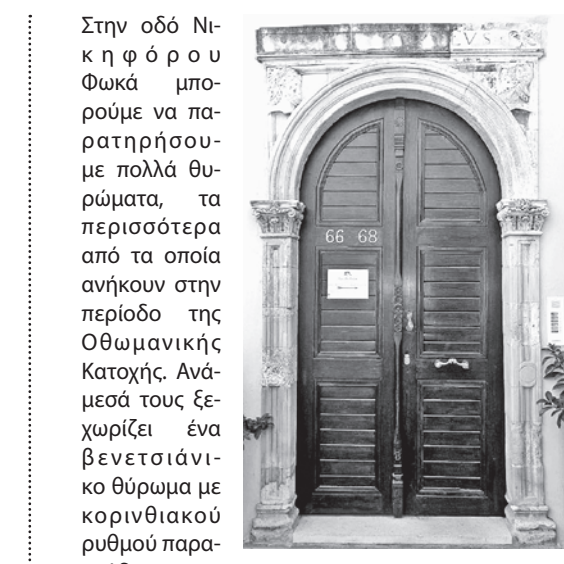 Στην οδό Νι-
κηφόρου
Φωκά μπο-
ρούμε να πα-
ρατηρήσου-
με πολλά θυ-
ρώματα, τα
περισσότερα
από τα οποία
ανήκουν στην
περίοδο της
Οθωμανικής
Κατοχής. Ανά-
μεσά τους ξε-
χωρίζει ένα
βενετσιάνι-
κο θύρωμα με
κορινθιακού
ρυθμού παρα-
66 68